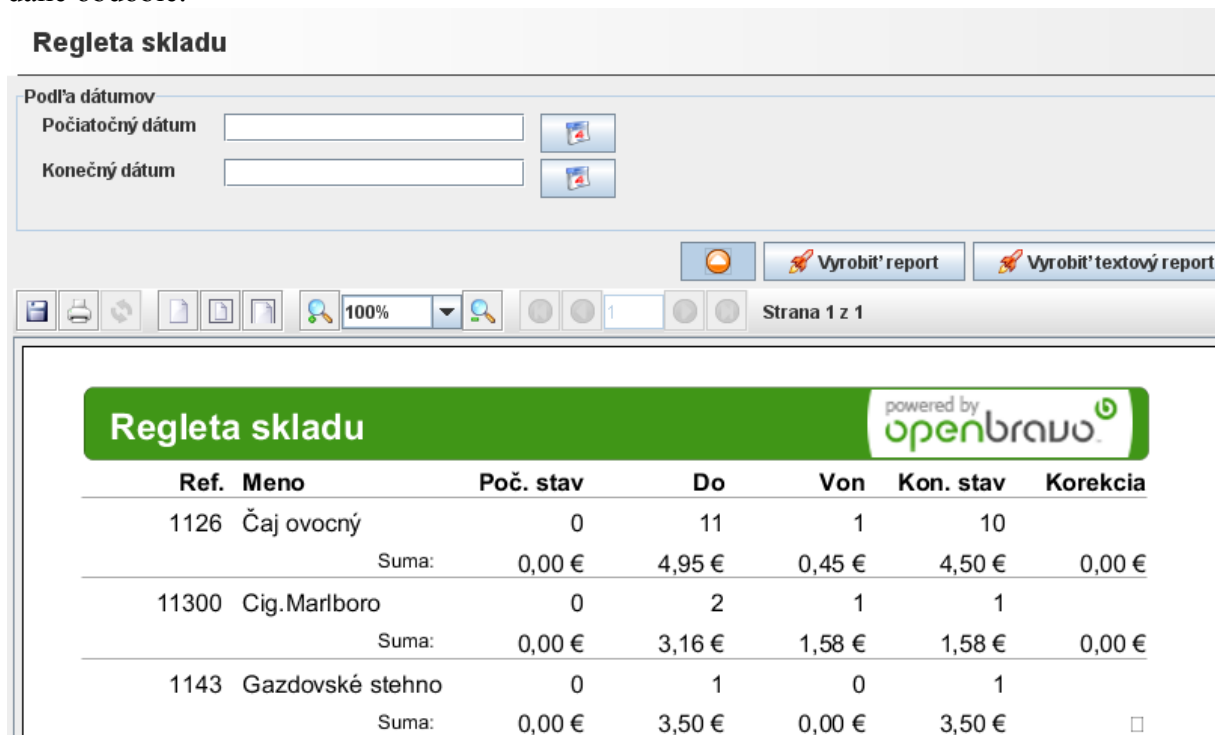 dané obdobie.
Regleta skladu
Podľa dátumov
Počiatočný dátum
Konečný dátum
Vyrobiť report Vyrobiť textový report
100% 1 Strana 1 z 1
Regleta skladu powered by openbravo
Ref. Meno Poč. stav Do Von Kon. stav Korekcia
1126 Čaj ovocný 0 11 1 10
Suma: 0,00 € 4,95 € 0,45 € 4,50 € 0,00 €
11300 Cig.Marlboro 0 2 1 1
Suma: 0,00 € 3,16 € 1,58 € 1,58 € 0,00 €
1143 Gazdovské stehno 0 1 0 1
Suma: 0,00 € 3,50 € 0,00 € 3,50 €